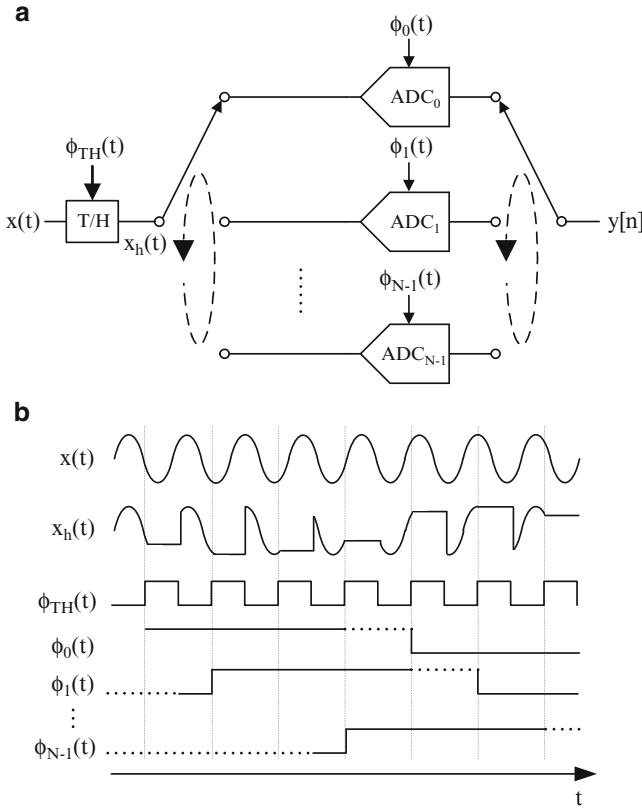 a
ϕ0(t)
ADC0
ϕTH(t)
ϕ1(t)
x(t) T/H xh(t) ADC1 y[n]
ϕN-1(t)
ADCN-1
b
x(t)
xh(t)
ϕTH(t)
ϕ0(t)
ϕ1(t)
ϕN-1(t)
t